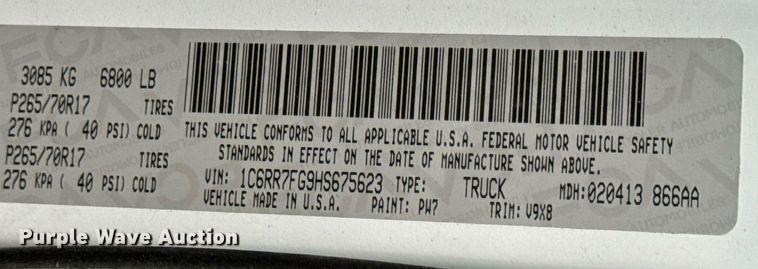 3085 KG 6800 LB
P265/70R17 TIRES
276 KPA ( 40 PSI) COLD
P265/70R17 TIRES
276 KPA ( 40 PSI) COLD
THIS VEHICLE CONFORMS TO ALL APPLICABLE U.S.A. FEDERAL MOTOR VEHICLE SAFETY
STANDARDS IN EFFECT ON THE DATE OF MANUFACTURE SHOWN ABOVE.
VIN: 1C6RR7FG9HS675623 TYPE: TRUCK MDH:020413 866AA
VEHICLE MADE IN U.S.A. PAINT: PW7 TRIM: V9X8
Purple Wave Auction